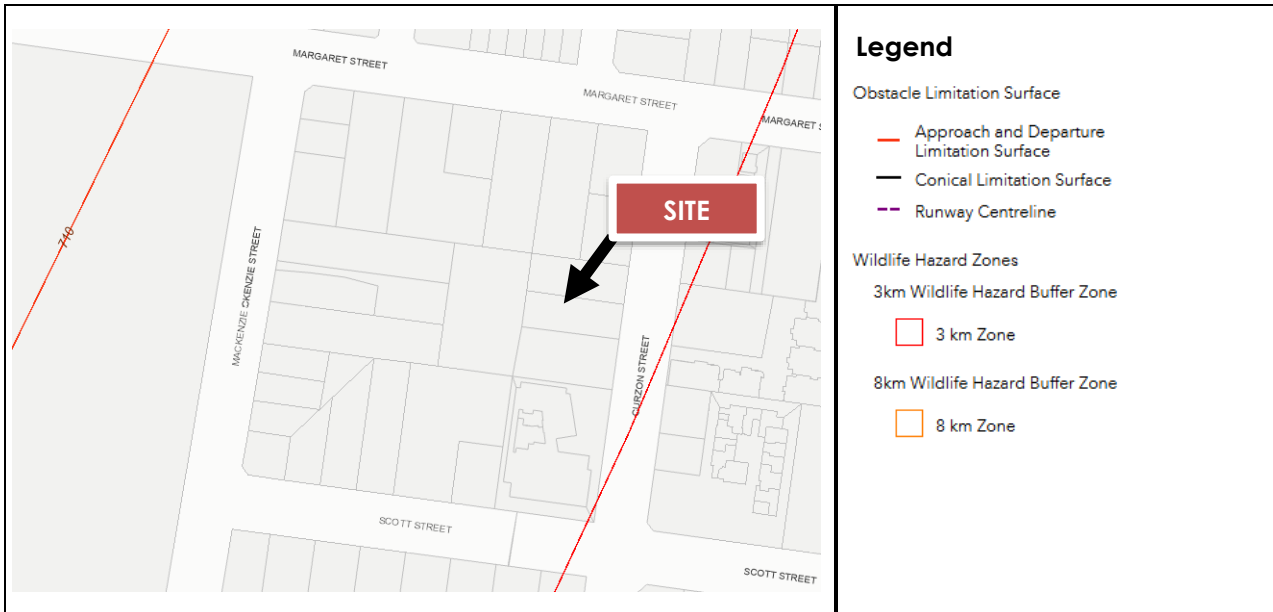 MARGARET STREET
MARGARET STREET
MARGARET S
SITE
710
MACKENZIE CKENZIE STREET
CURZON STREET
SCOTT STREET
SCOTT STREET
Legend
Obstacle Limitation Surface
Approach and Departure
Limitation Surface
Conical Limitation Surface
Runway Centreline
Wildlife Hazard Zones
3km Wildlife Hazard Buffer Zone
3 km Zone
8km Wildlife Hazard Buffer Zone
8 km Zone